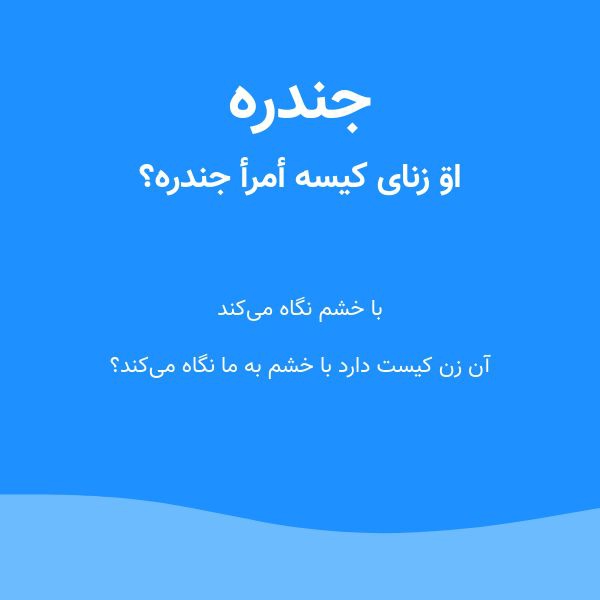 جندره
اۊ زنای کیسه أمرأ جندره؟
با خشم نگاه می‌کند
آن زن کیست دارد با خشم به ما نگاه می‌کند؟